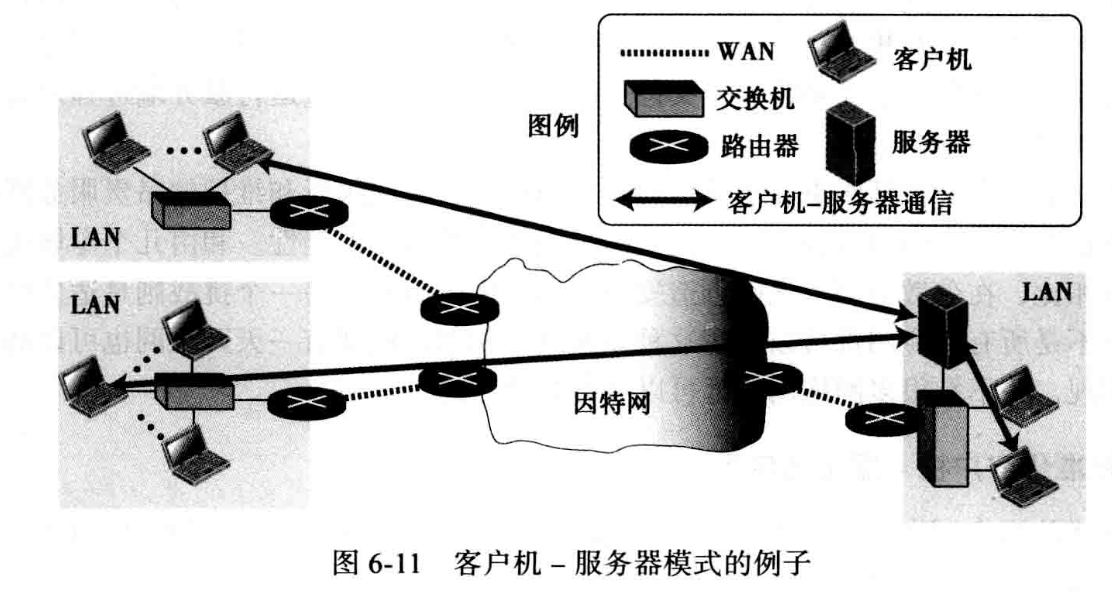 图例
WAN
客户机
交换机
路由器
服务器
客户机–服务器通信
LAN
LAN
LAN
因特网
图 6-11 客户机 – 服务器模式的例子